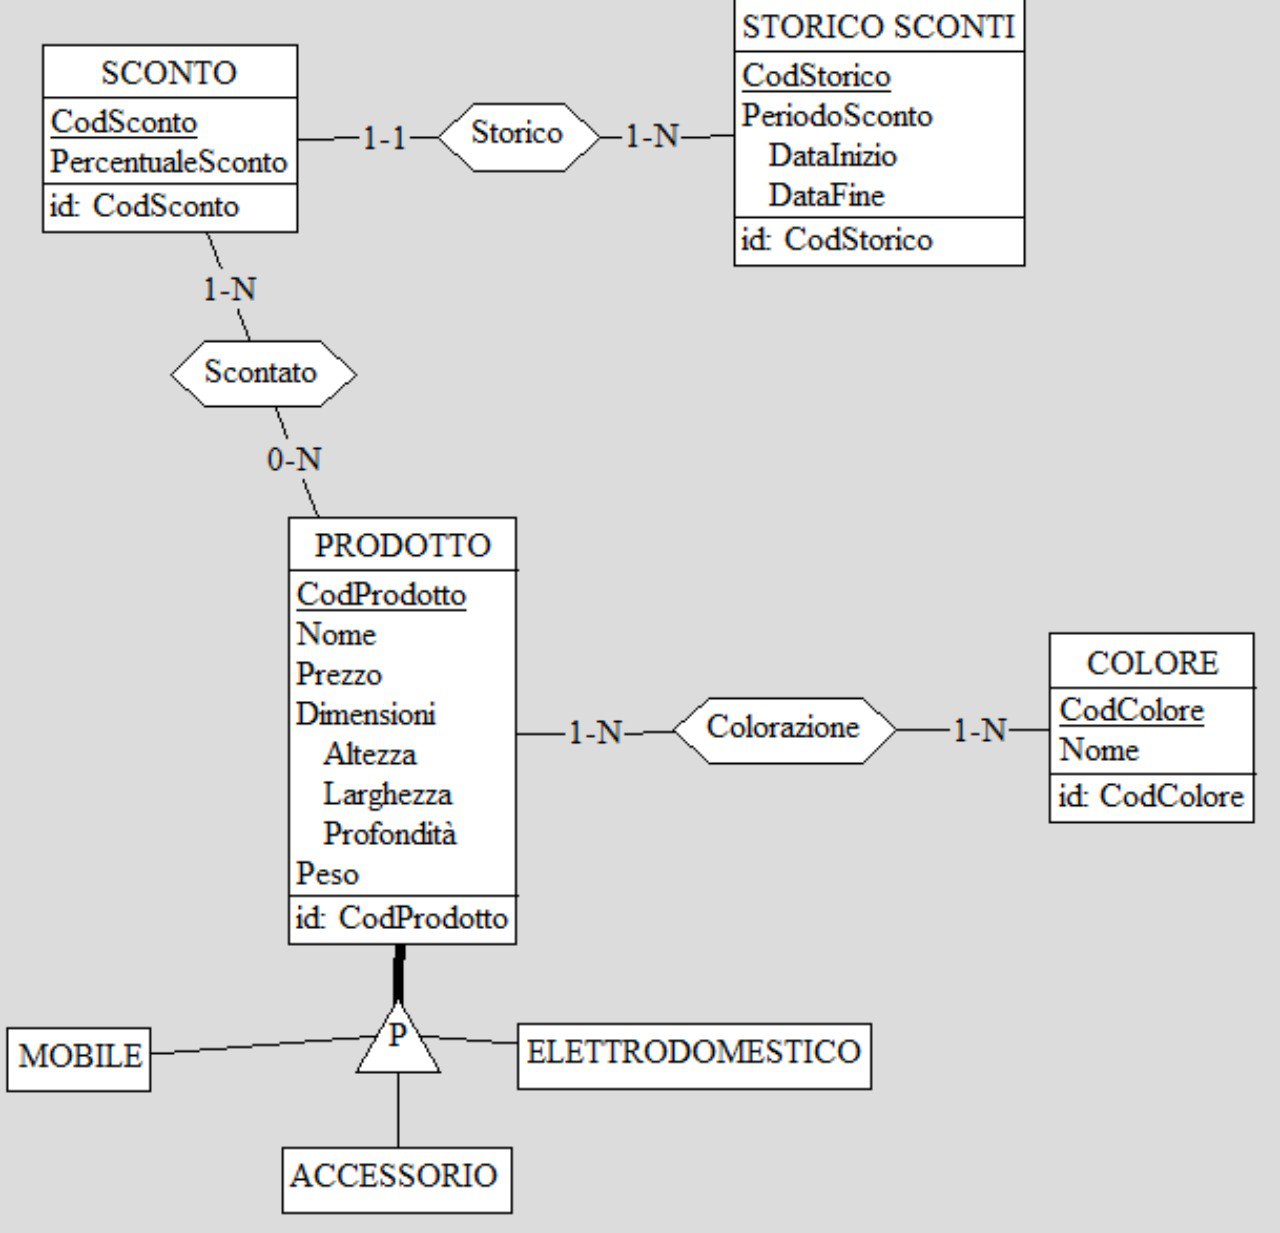 STORICO SCONTI
CodStorico
PeriodoSconto
DataInizio
DataFine
id: CodStorico
SCONTO
CodSconto
PercentualeSconto
id: CodSconto
1-1
Storico
1-N
1-N
Scontato
0-N
PRODOTTO
CodProdotto
Nome
Prezzo
Dimensioni
Altezza
Larghezza
Profondità
Peso
id: CodProdotto
1-N
Colorazione
1-N
COLORE
CodColore
Nome
id: CodColore
P
MOBILE
ELETTRODOMESTICO
ACCESSORIO